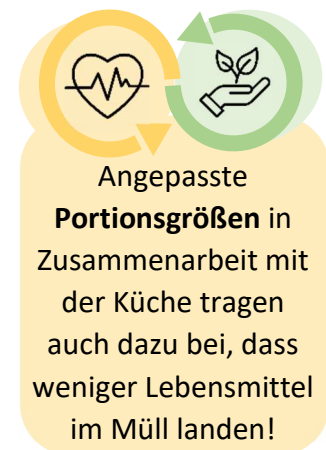 Angepasste
Portionsgrößen in
Zusammenarbeit mit
der Küche tragen
auch dazu bei, dass
weniger Lebensmittel
im Müll landen!